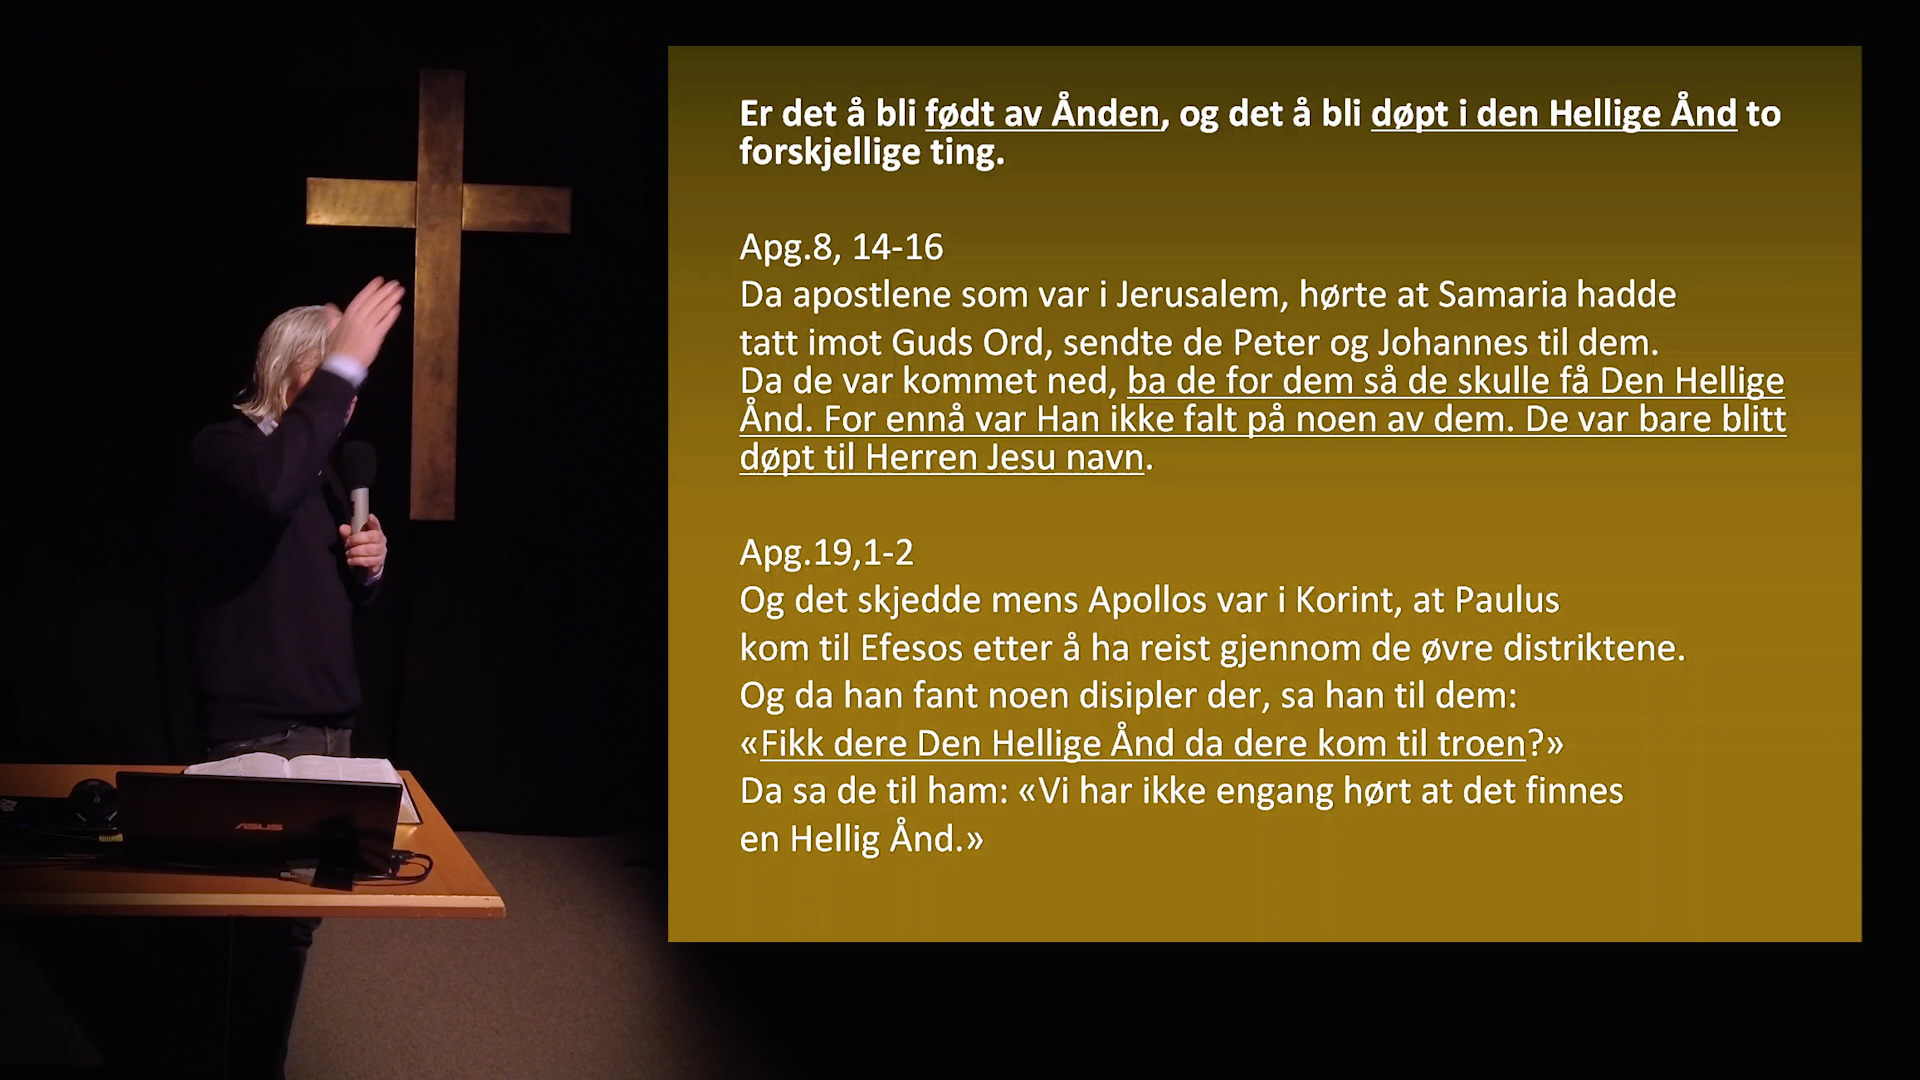 Er det å bli født av Ånden, og det å bli døpt i den Hellige Ånd to
forskjellige ting.
Apg.8, 14-16
Da apostlene som var i Jerusalem, hørte at Samaria hadde
tatt imot Guds Ord, sendte de Peter og Johannes til dem.
Da de var kommet ned, ba de for dem så de skulle få Den Hellige
Ånd. For ennå var Han ikke falt på noen av dem. De var bare blitt
døpt til Herren Jesu navn.
Apg.19,1-2
Og det skjedde mens Apollos var i Korint, at Paulus
kom til Efesos etter å ha reist gjennom de øvre distriktene.
Og da han fant noen disipler der, sa han til dem:
«Fikk dere Den Hellige Ånd da dere kom til troen?»
Da sa de til ham: «Vi har ikke engang hørt at det finnes
en Hellig Ånd.»
ASUS